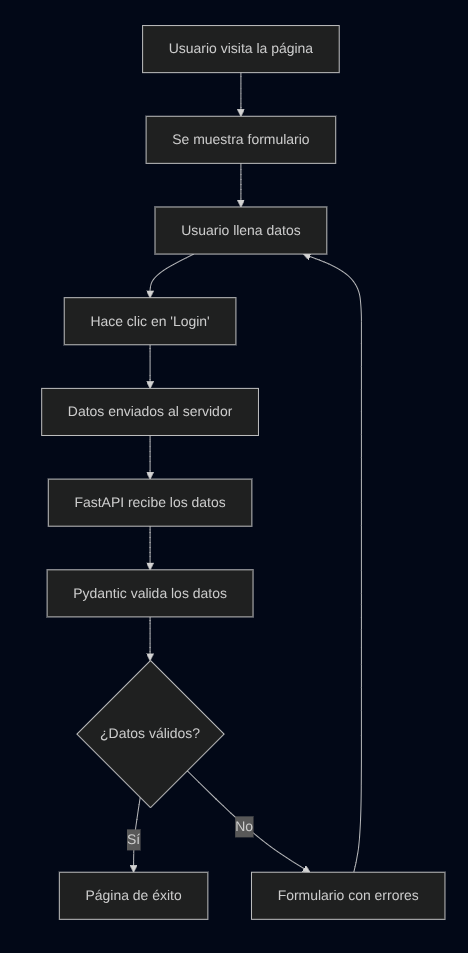 Usuario visita la página
Se muestra formulario
Usuario llena datos
Hace clic en 'Login'
Datos enviados al servidor
FastAPI recibe los datos
Pydantic valida los datos
¿Datos válidos?
No
Sí
Página de éxito
Formulario con errores